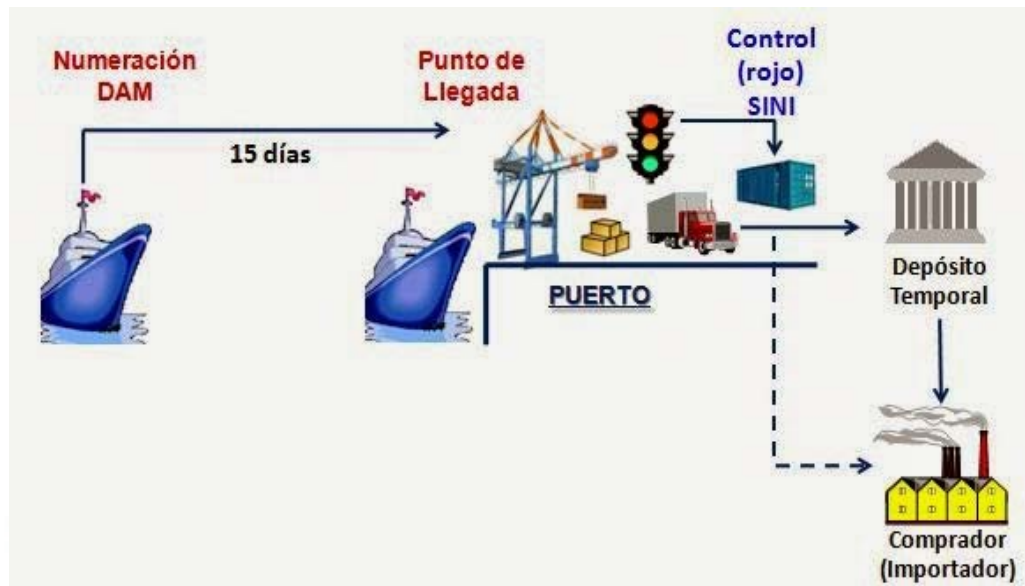 Numeración
DAM
15 días
Punto de
Llegada
Control
(rojo)
SINI
PUERTO
Depósito
Temporal
Comprador
(Importador)